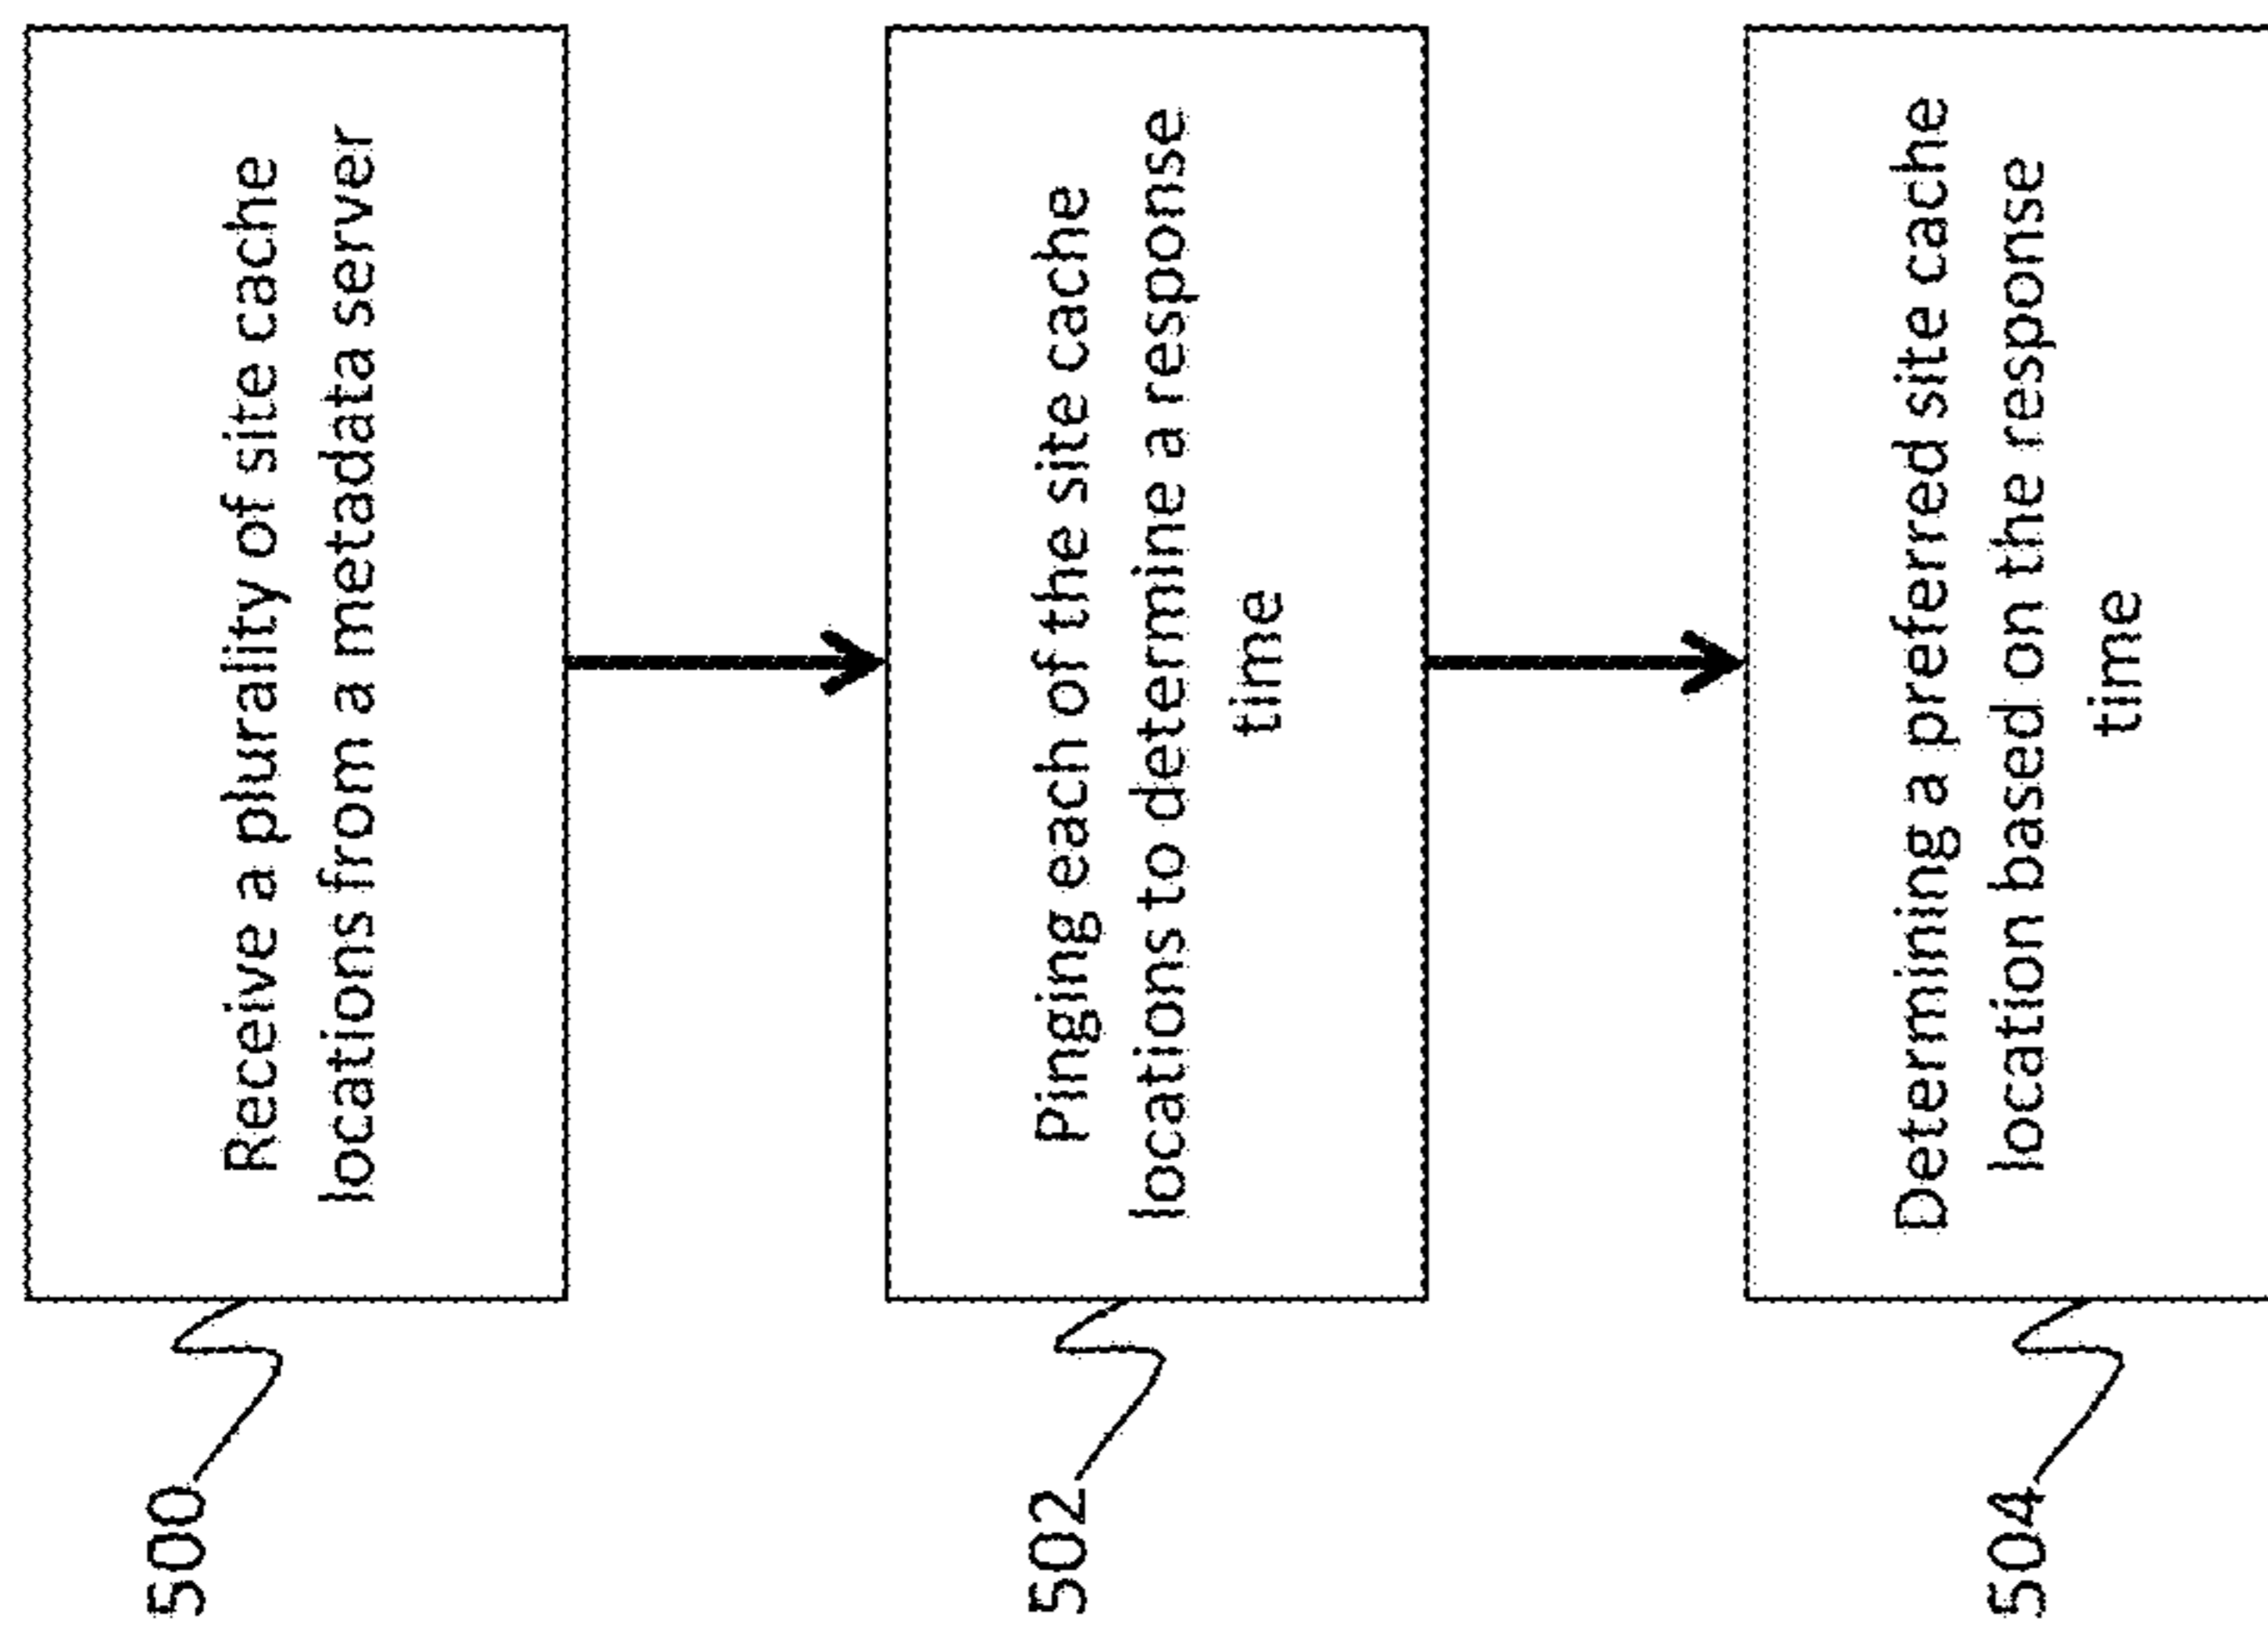 500
Receive a plurality of site cache
locations from a metadata server
502
Pinging each of the site cache
locations to determine a response
time
504
Determining a preferred site cache
location based on the response
time